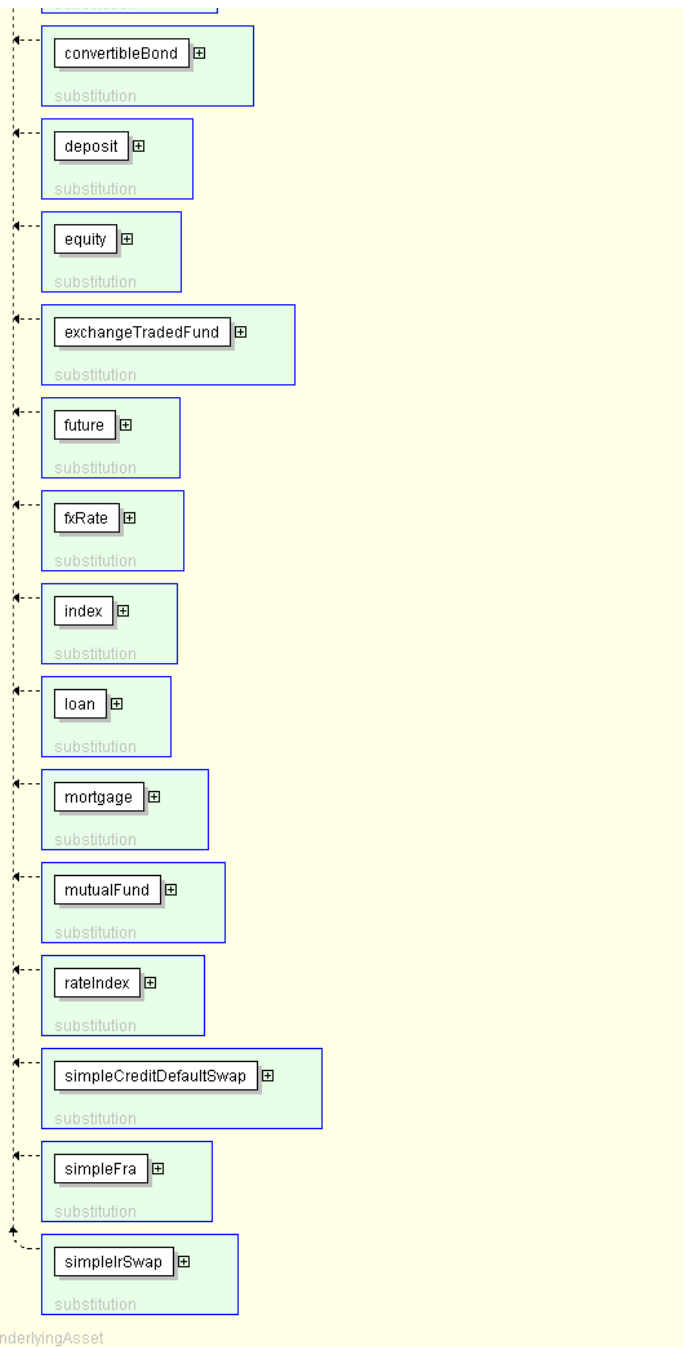 substitution
convertibleBond
substitution
deposit
substitution
equity
substitution
exchangeTradedFund
substitution
future
substitution
fxRate
substitution
index
substitution
loan
substitution
mortgage
substitution
mutualFund
substitution
rateIndex
substitution
simpleCreditDefaultSwap
substitution
simpleFra
substitution
simpleIrSwap
substitution
nderlyingAsset